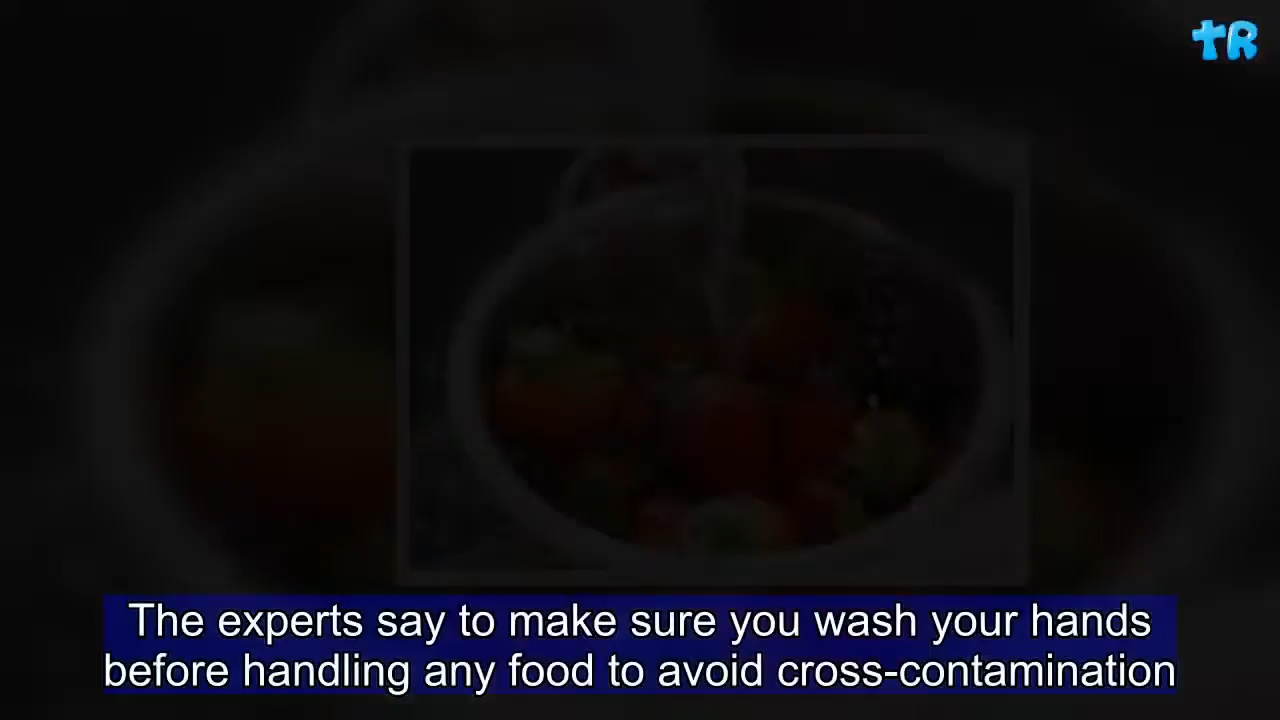 TR
The experts say to make sure you wash your hands
before handling any food to avoid cross-contamination